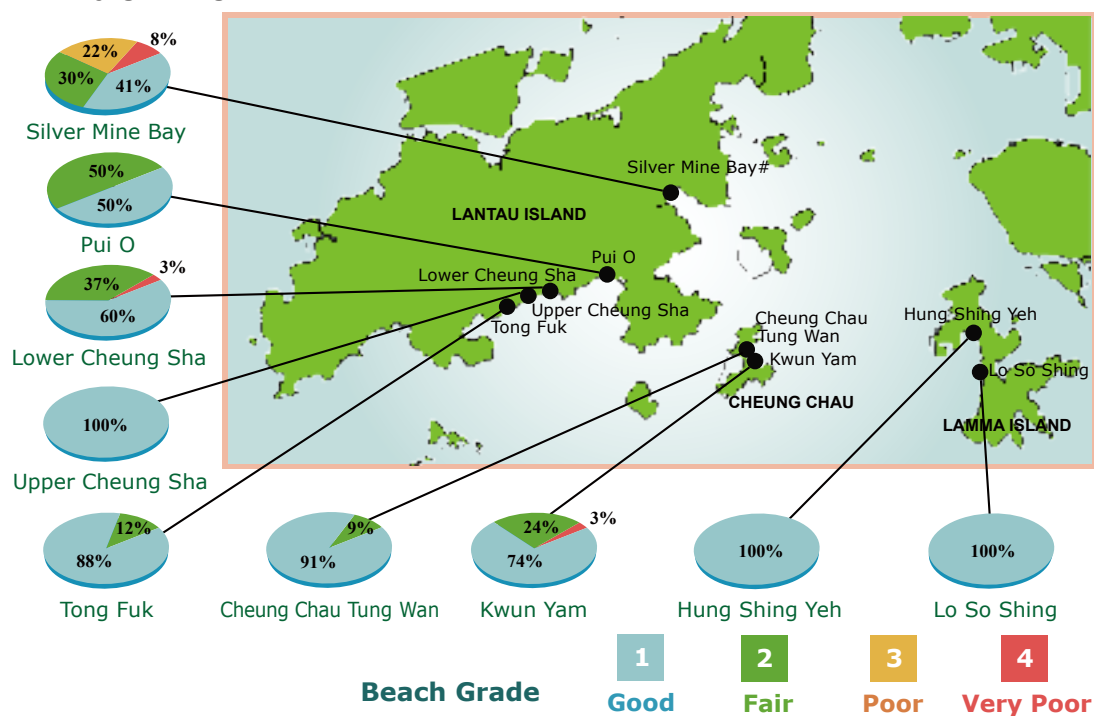 22%
8%
30%
41%
Silver Mine Bay
50%
50%
Pui O
37%
3%
60%
Lower Cheung Sha
100%
Upper Cheung Sha
Silver Mine Bay#
LANTAU ISLAND
Pui O
Lower Cheung Sha
Upper Cheung Sha
Tong Fuk
Cheung Chau
Tung Wan
Kwun Yam
CHEUNG CHAU
Hung Shing Yeh
Lo So Shing
LAMMA ISLAND
12%
88%
Tong Fuk
9%
91%
Cheung Chau Tung Wan
24%
3%
74%
Kwun Yam
100%
Hung Shing Yeh
100%
Lo So Shing
Beach Grade
1
Good
2
Fair
3
Poor
4
Very Poor